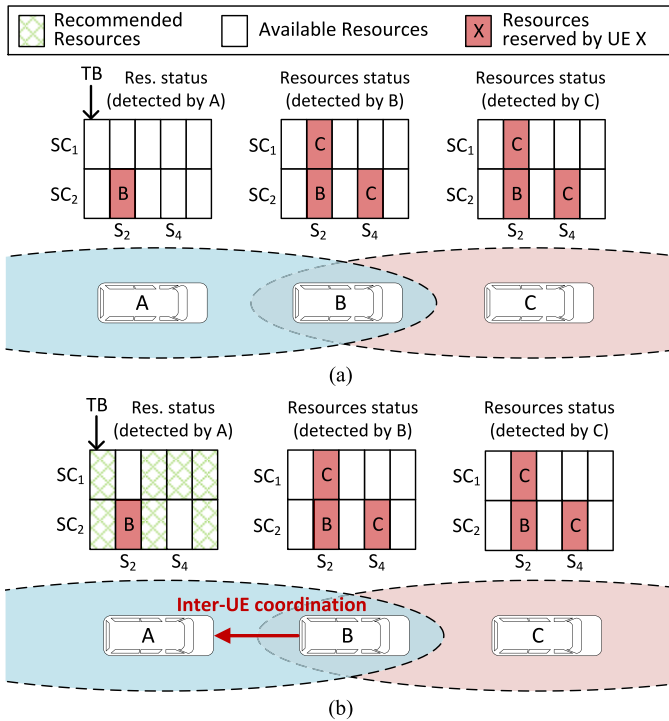 Recommended
Resources
Available Resources
X
Resources
reserved by UE X
TB
Res. status
(detected by A)
Resources status
(detected by B)
Resources status
(detected by C)
SC1
C
SC1
C
SC1
SC2
B
SC2
B
C
SC2
B
C
S2
S4
S2
S4
S2
S4
A
B
C
(a)
TB
Res. status
(detected by A)
Resources status
(detected by B)
Resources status
(detected by C)
SC1
SC1
C
SC1
C
SC2
B
SC2
B
C
SC2
B
C
S2
S4
S2
S4
S2
S4
Inter-UE coordination
A
B
C
(b)